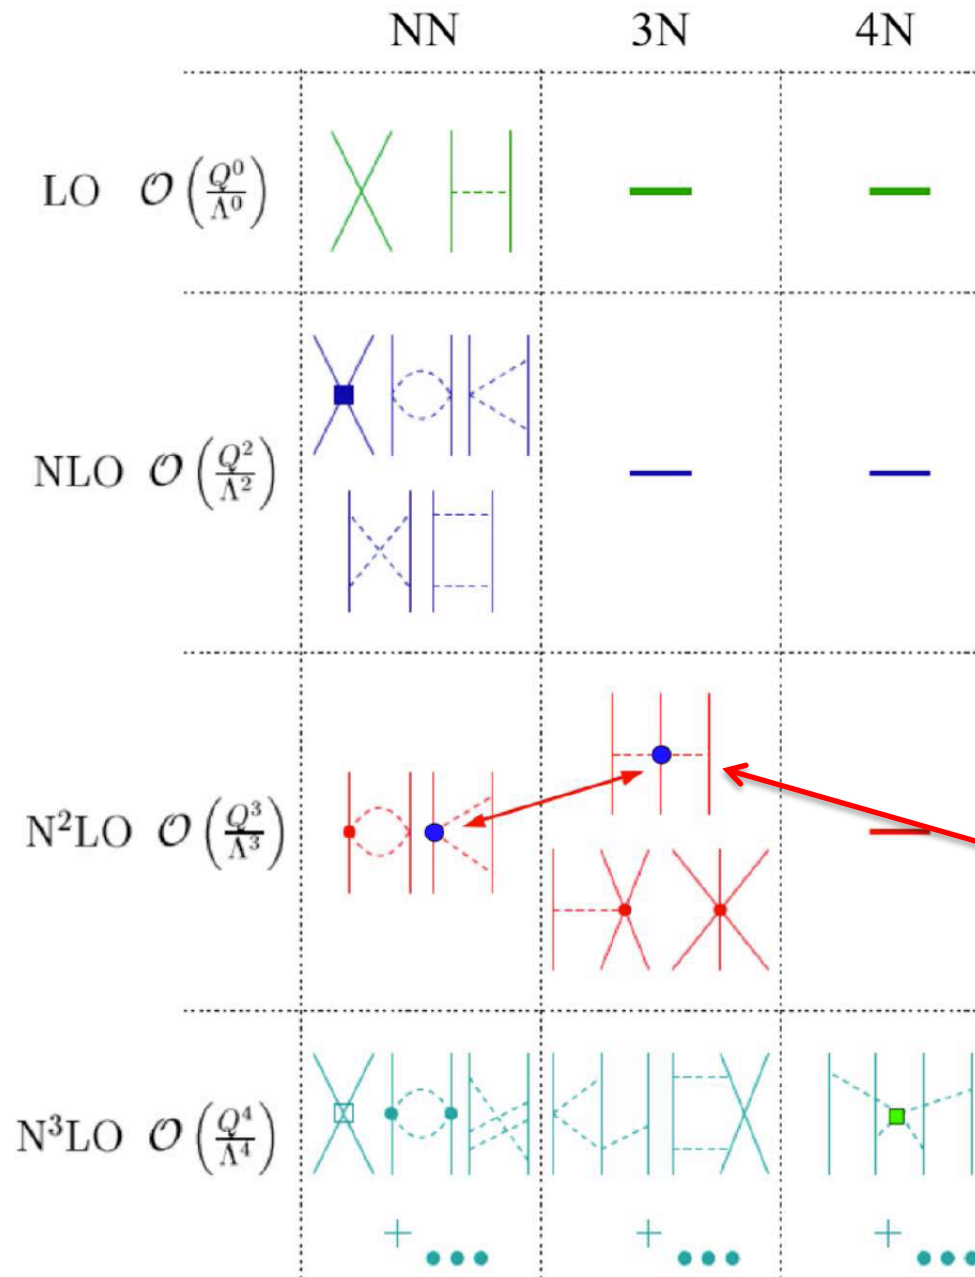 NN 3N 4N
LO 𝒪(Q⁰/Λ⁰)
NLO 𝒪(Q²/Λ²)
N²LO 𝒪(Q³/Λ³)
N³LO 𝒪(Q⁴/Λ⁴)
+ ... + ... + ...